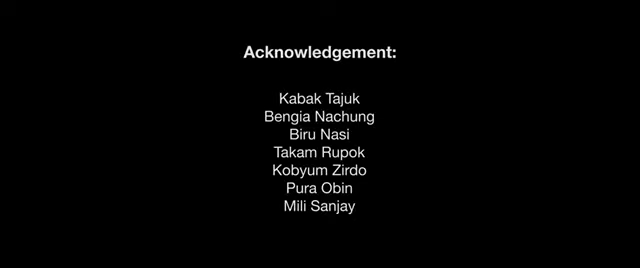 Acknowledgement:
Kabak Tajuk
Bengia Nachung
Biru Nasi
Takam Rupok
Kobyum Zirdo
Pura Obin
Mili Sanjay